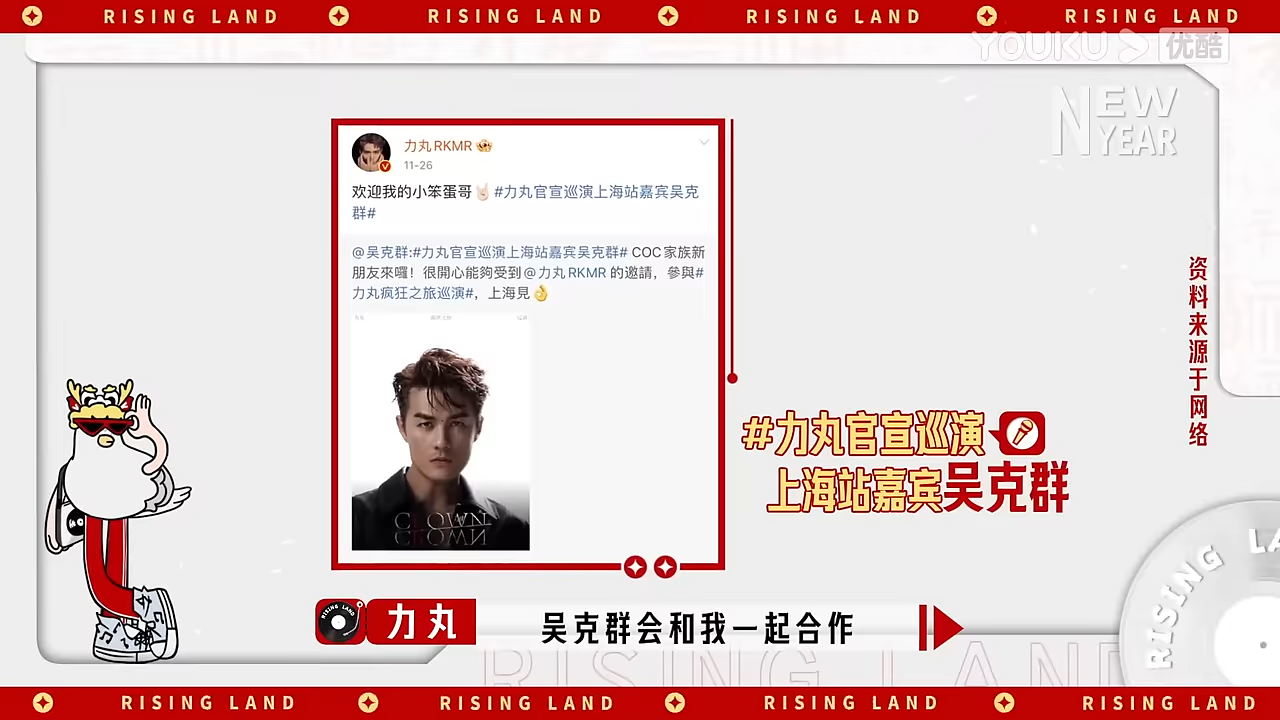 RISING LAND RISING LAND RISING LAND RISING LAND
YOUKU 优酷
NEW
YEAR
力丸RKMR
11-26
欢迎我的小笨蛋哥🤘🏻#力丸官宣巡演上海站嘉宾吴克
群#
@吴克群:#力丸官宣巡演上海站嘉宾吴克群# COC家族新
朋友來囉！很開心能夠受到@力丸RKMR 的邀請，參與#
力丸疯狂之旅巡演#，上海見👌
CLOWN
CROWN
资料来源于网络
#力丸官宣巡演
上海站嘉宾吴克群
RISING LA
RISING LAND
力丸
吴克群会和我一起合作
RISING LAND
RISING LAND RISING LAND RISING LAND RISING LAND